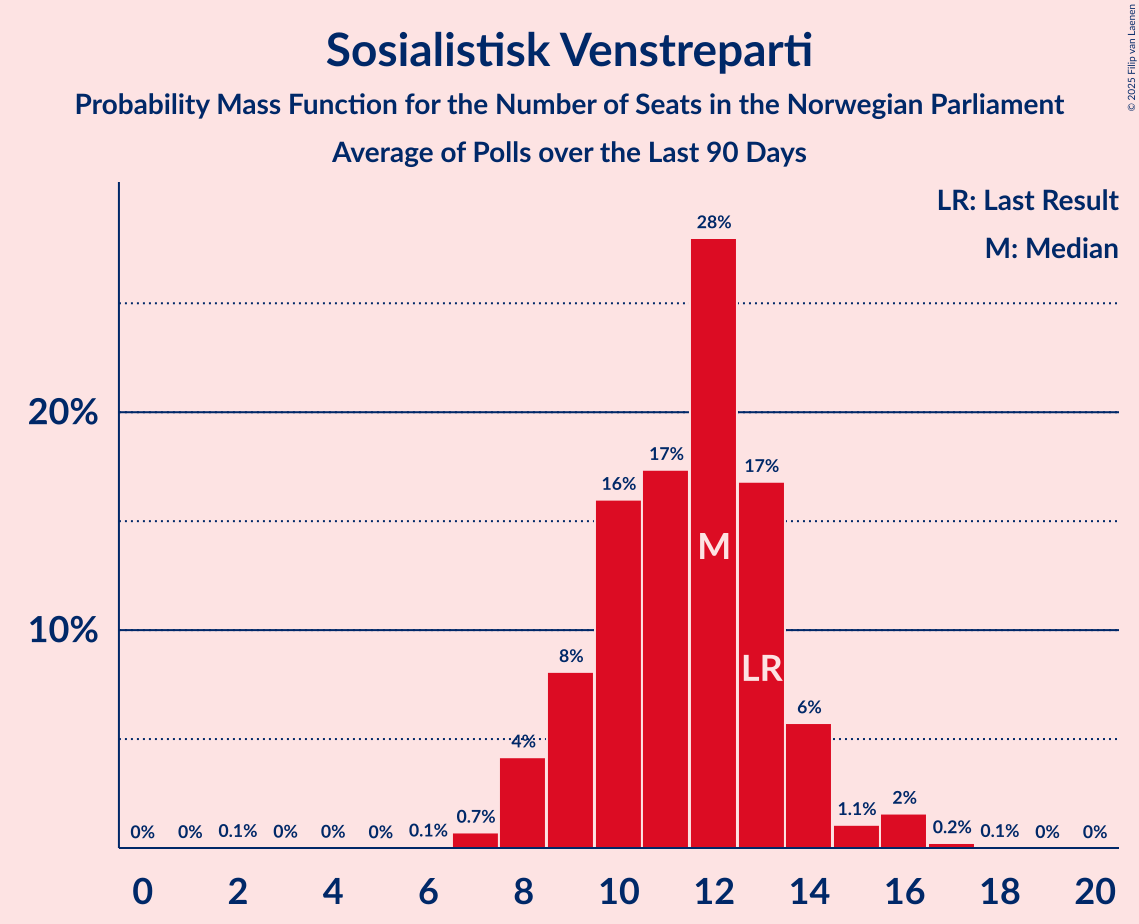 Sosialistisk Venstreparti
Probability Mass Function for the Number of Seats in the Norwegian Parliament
Average of Polls over the Last 90 Days
© 2025 Filip van Laenen
LR: Last Result
M: Median
28%
20%
17%
17%
16%
M
10%
8%
LR
6%
4%
2%
1.1%
0.7%
0% 0% 0.1% 0% 0% 0% 0.1% 0.2% 0.1% 0% 0%
0 2 4 6 8 10 12 14 16 18 20